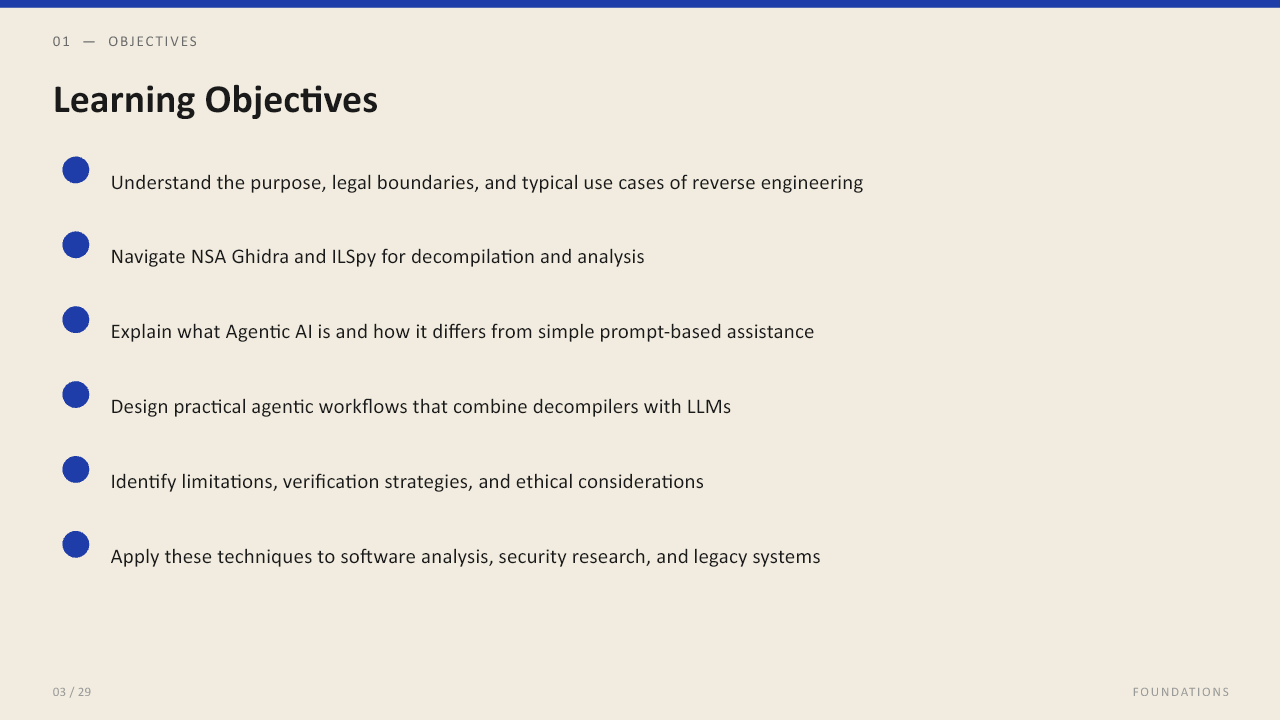 01 — OBJECTIVES
Learning Objectives
Understand the purpose, legal boundaries, and typical use cases of reverse engineering
Navigate NSA Ghidra and ILSpy for decompilation and analysis
Explain what Agentic AI is and how it differs from simple prompt-based assistance
Design practical agentic workflows that combine decompilers with LLMs
Identify limitations, verification strategies, and ethical considerations
Apply these techniques to software analysis, security research, and legacy systems
03 / 29
FOUNDATIONS